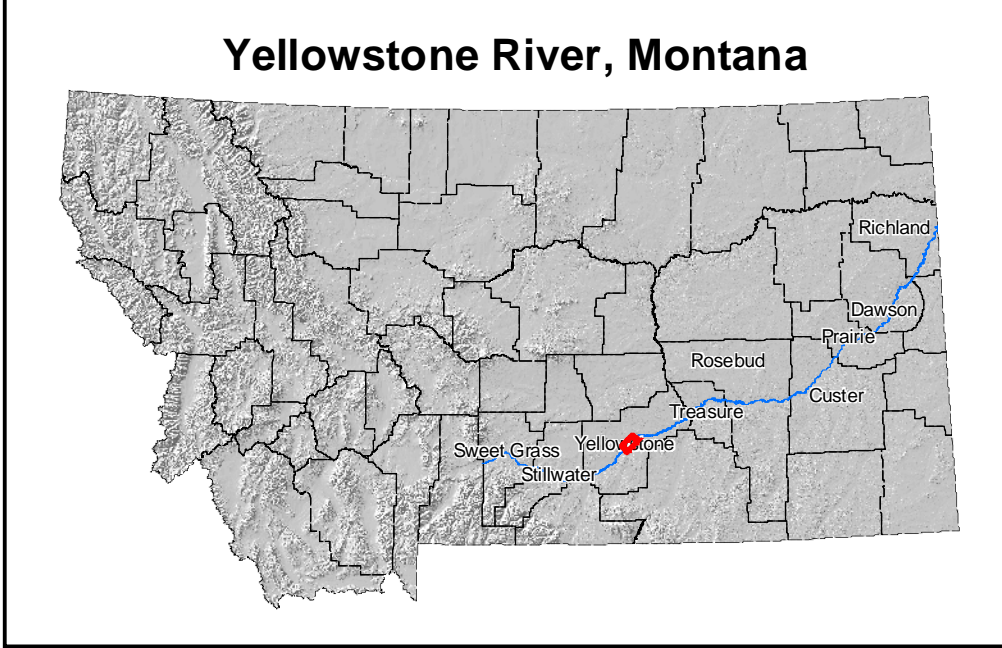 Yellowstone River, Montana
Richland
Dawson
Prairie
Rosebud
Custer
Treasure
Yellowstone
Sweet Grass
Stillwater